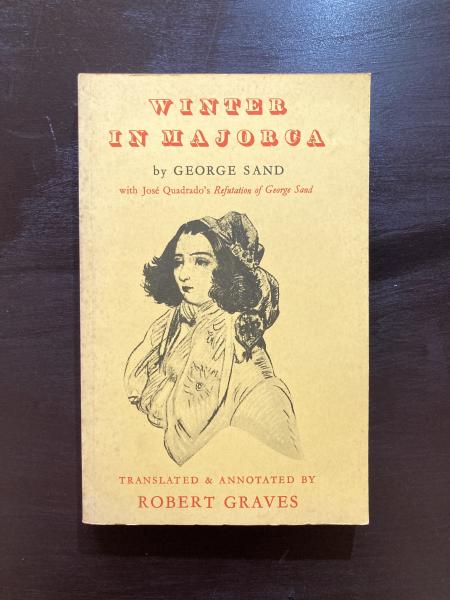 WINTER
IN MAJORCA
by GEORGE SAND
with José Quadrado's Refutation of George Sand
TRANSLATED & ANNOTATED BY
ROBERT GRAVES